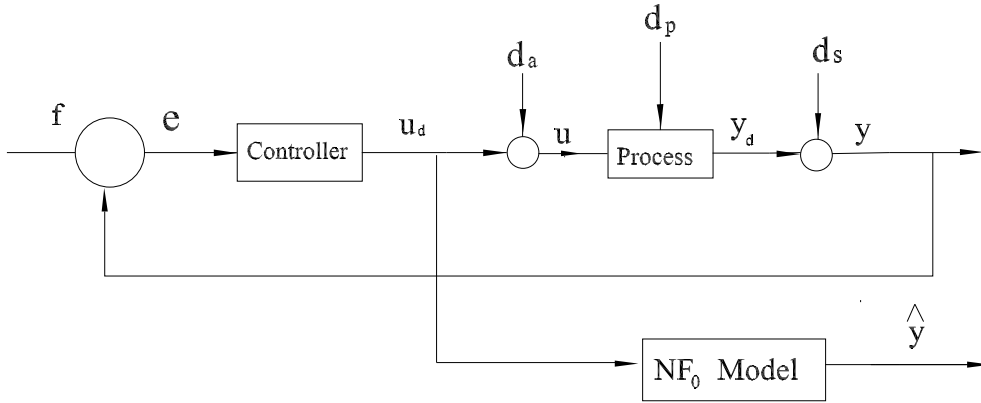 d_p
d_a
d_s
f
e
u_d
u
y_d
y
Controller
Process
ŷ
NF_0 Model